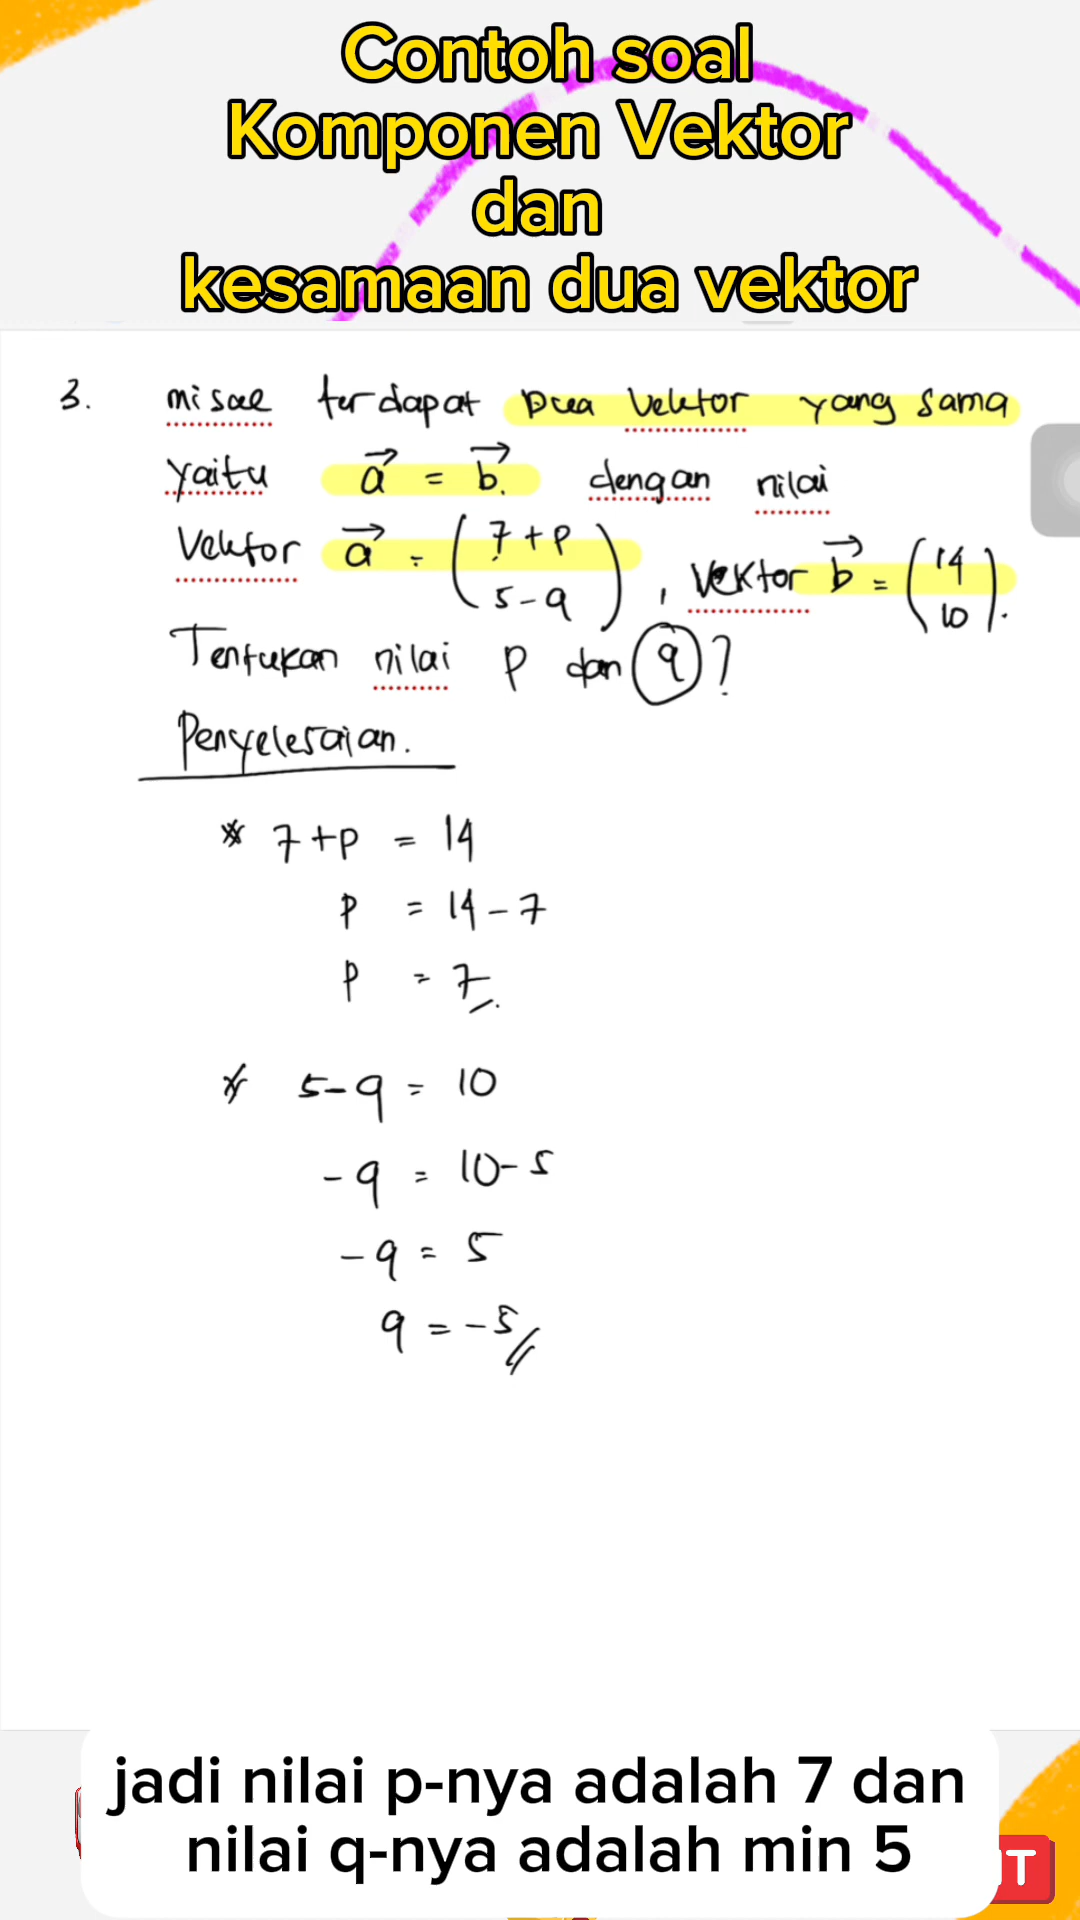 Contoh soal
Komponen Vektor
dan
kesamaan dua vektor
3. misal terdapat Dua Vektor yang sama
yaitu a⃗ = b⃗. dengan nilai
Vektor a⃗ = (7+p / 5-q), Vektor b⃗ = (14 / 10).
Tentukan nilai p dan q?
Penyelesaian.
* 7+p = 14
p = 14-7
p = 7
* 5-q = 10
-q = 10-5
-q = 5
q = -5
jadi nilai p-nya adalah 7 dan
nilai q-nya adalah min 5